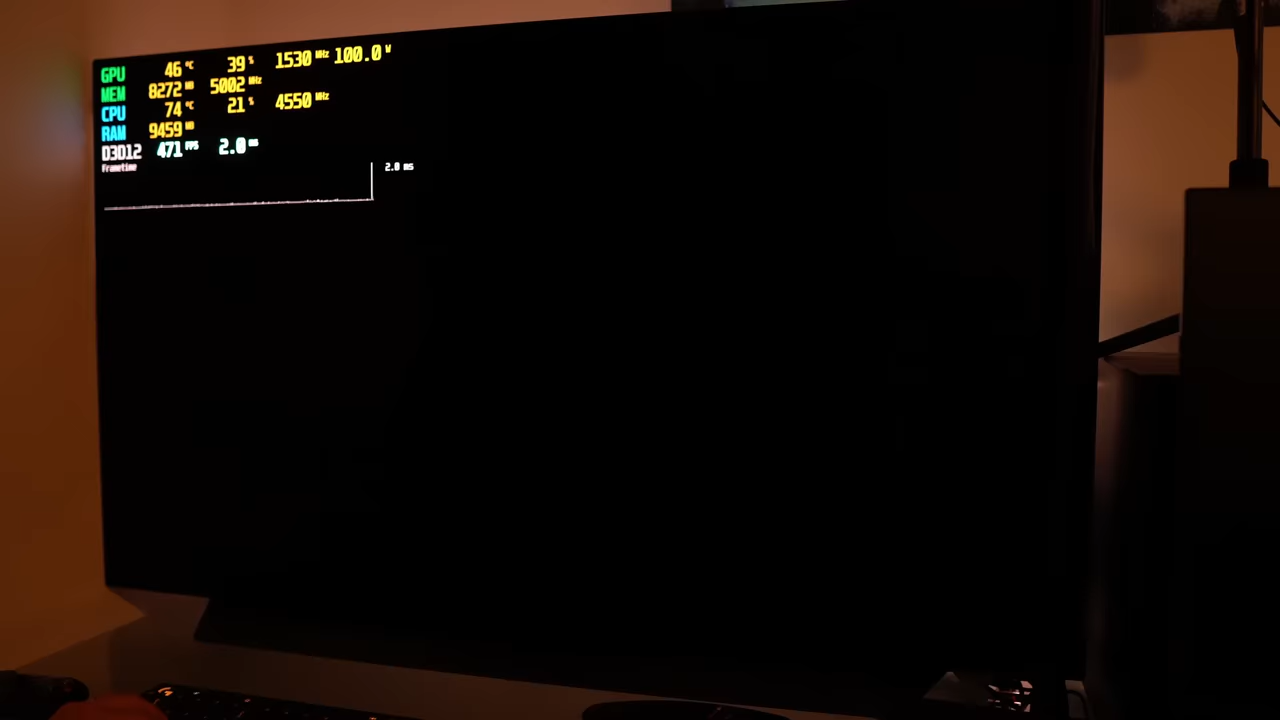 GPU 46 °C 39 % 1530 MHz 100.0 W
MEM 8272 MB 5002 MHz
CPU 74 °C 21 % 4550 MHz
RAM 9459 MB
D3D12 471 FPS 2.0 ms
Frametime 2.0 ms